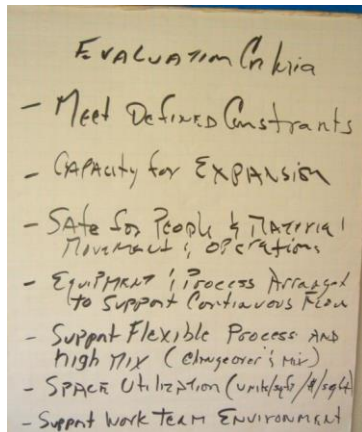 Evaluation Criteria
- Meet Defined Constraints
- Capacity for Expansion
- Safe for People & Material
Movement & Operations
- Equipment & Process Arranged
to Support Continuous Flow
- Support Flexible Process and
High Mix (changeover & mix)
- Space Utilization (units/sqft/$/sqft)
- Support Work Team Environment